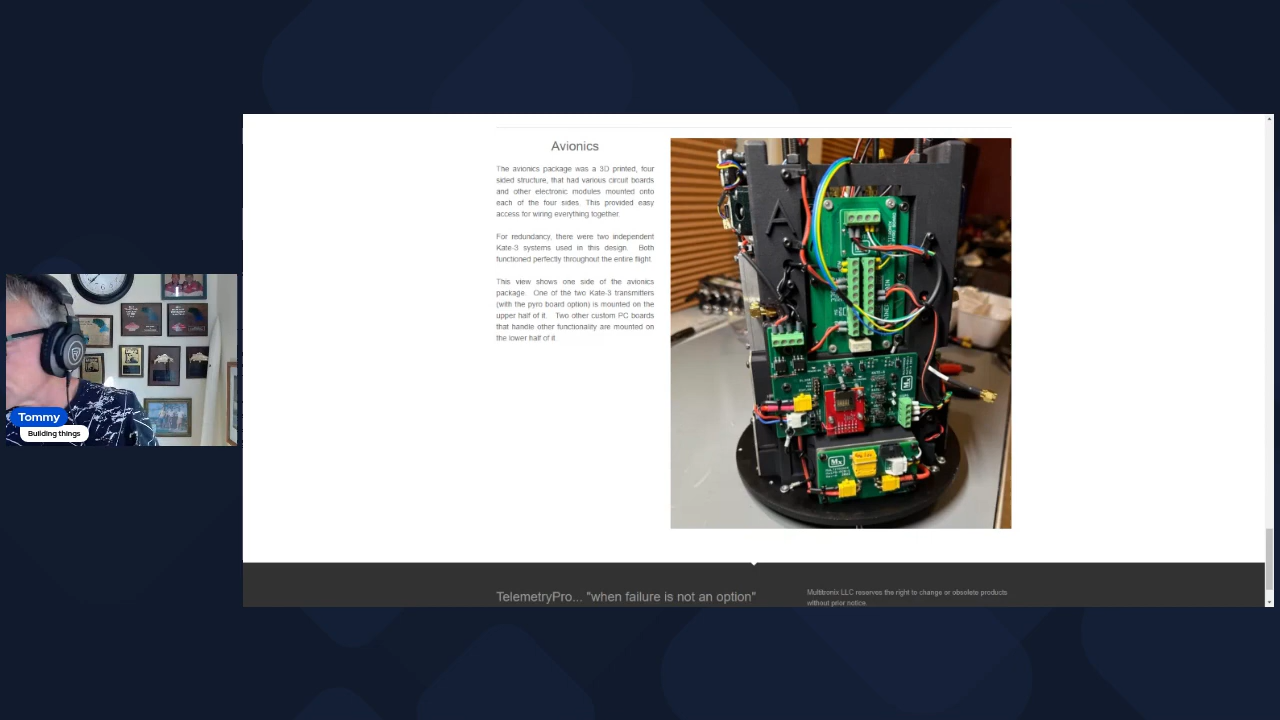 Avionics
The avionics package was a 3D printed, four
sided structure, that had various circuit boards
and other electronic modules mounted onto
each of the four sides. This provided easy
access for wiring everything together.
For redundancy, there were two independent
Kate-3 systems used in this design. Both
functioned perfectly throughout the entire flight.
This view shows one side of the avionics
package. One of the two Kate-3 transmitters
(with the pyro board option) is mounted on the
upper half of it. Two other custom PC boards
that handle other functionality are mounted on
the lower half of it.
A
Mx
Mx
Tommy
Building things
TelemetryPro... "when failure is not an option"
Multitronix LLC reserves the right to change or obsolete products
without prior notice.